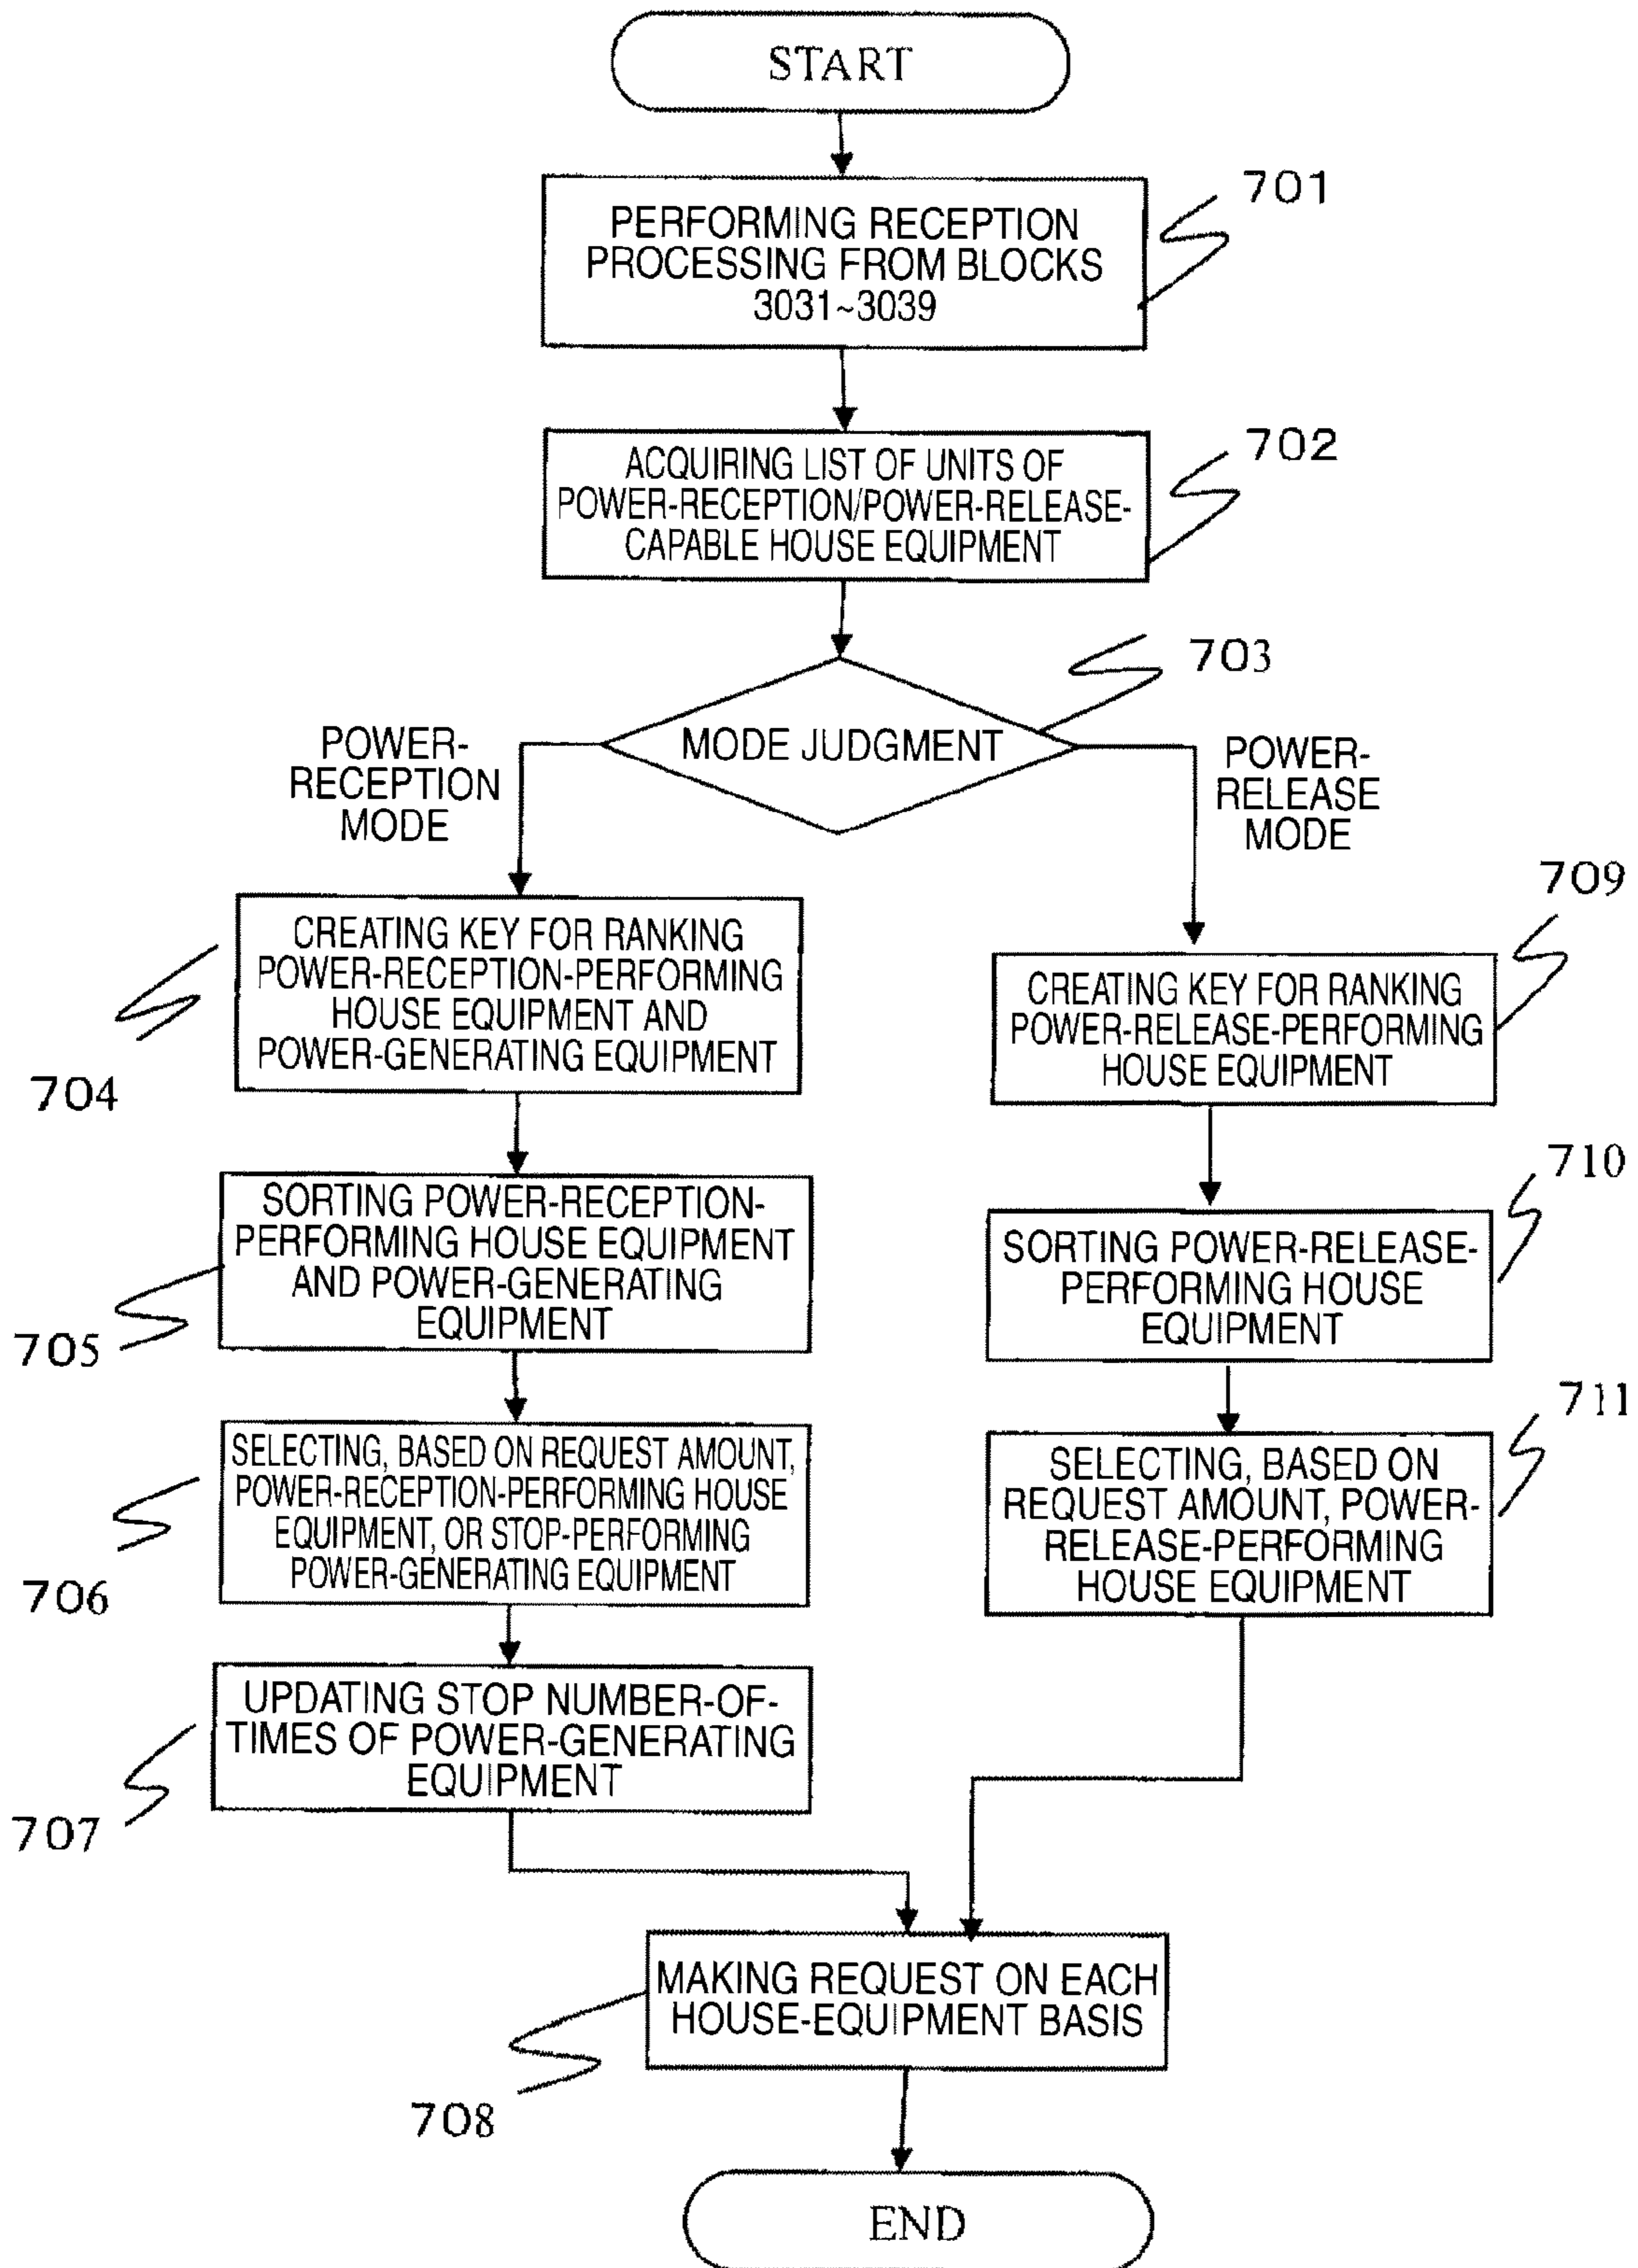 START
701
PERFORMING RECEPTION
PROCESSING FROM BLOCKS
3031~3039
702
ACQUIRING LIST OF UNITS OF
POWER-RECEPTION/POWER-RELEASE-
CAPABLE HOUSE EQUIPMENT
703
MODE JUDGMENT
POWER-
RECEPTION
MODE
POWER-
RELEASE
MODE
704
CREATING KEY FOR RANKING
POWER-RECEPTION-PERFORMING
HOUSE EQUIPMENT AND
POWER-GENERATING EQUIPMENT
709
CREATING KEY FOR RANKING
POWER-RELEASE-PERFORMING
HOUSE EQUIPMENT
705
SORTING POWER-RECEPTION-
PERFORMING HOUSE EQUIPMENT
AND POWER-GENERATING
EQUIPMENT
710
SORTING POWER-RELEASE-
PERFORMING HOUSE
EQUIPMENT
706
SELECTING, BASED ON REQUEST AMOUNT,
POWER-RECEPTION-PERFORMING HOUSE
EQUIPMENT, OR STOP-PERFORMING
POWER-GENERATING EQUIPMENT
711
SELECTING, BASED ON
REQUEST AMOUNT, POWER-
RELEASE-PERFORMING
HOUSE EQUIPMENT
707
UPDATING STOP NUMBER-OF-
TIMES OF POWER-GENERATING
EQUIPMENT
708
MAKING REQUEST ON EACH
HOUSE-EQUIPMENT BASIS
END